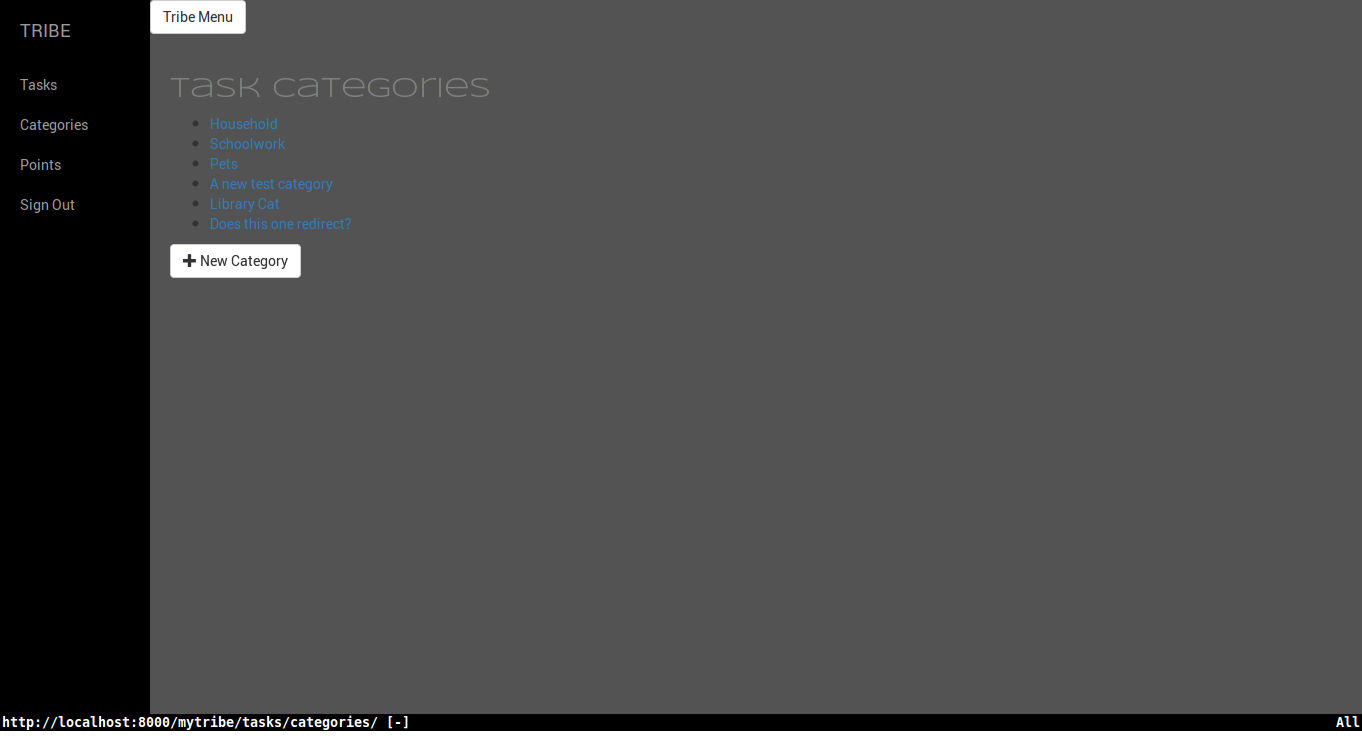 TRIBE
Tasks
Categories
Points
Sign Out
Tribe Menu
Task Categories
Household
Schoolwork
Pets
A new test category
Library Cat
Does this one redirect?
New Category
http://localhost:8000/mytribe/tasks/categories/ [-]
All